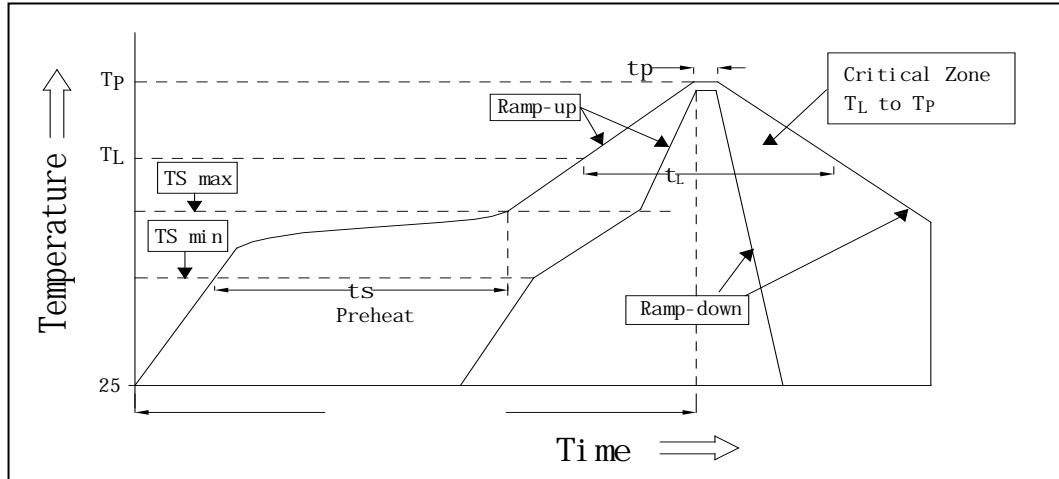 tp
Critical Zone
TL to TP
TP
Ramp-up
TL
tL
TS max
TS min
ts
Preheat
Ramp-down
25
Temperature
Time